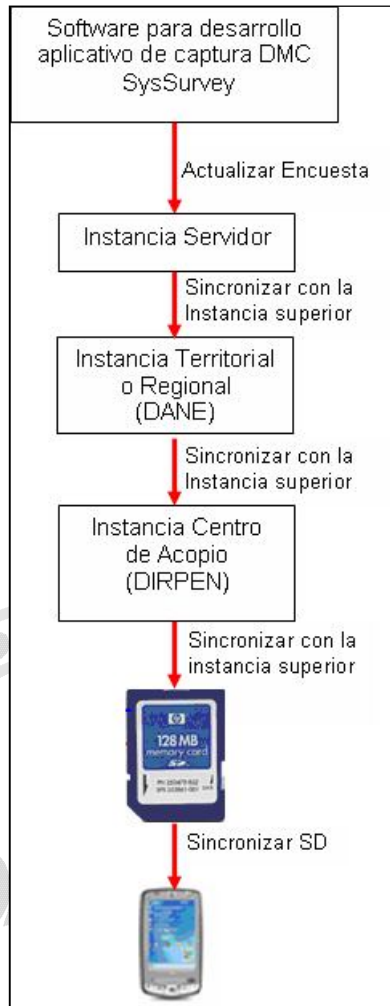 Software para desarrollo
aplicativo de captura DMC
SysSurvey
Actualizar Encuesta
Instancia Servidor
Sincronizar con la
Instancia superior
Instancia Territorial
o Regional
(DANE)
Sincronizar con la
Instancia superior
Instancia Centro
de Acopio
(DIRPEN)
Sincronizar con la
instancia superior
hp
128 MB
memory card
Sincronizar SD